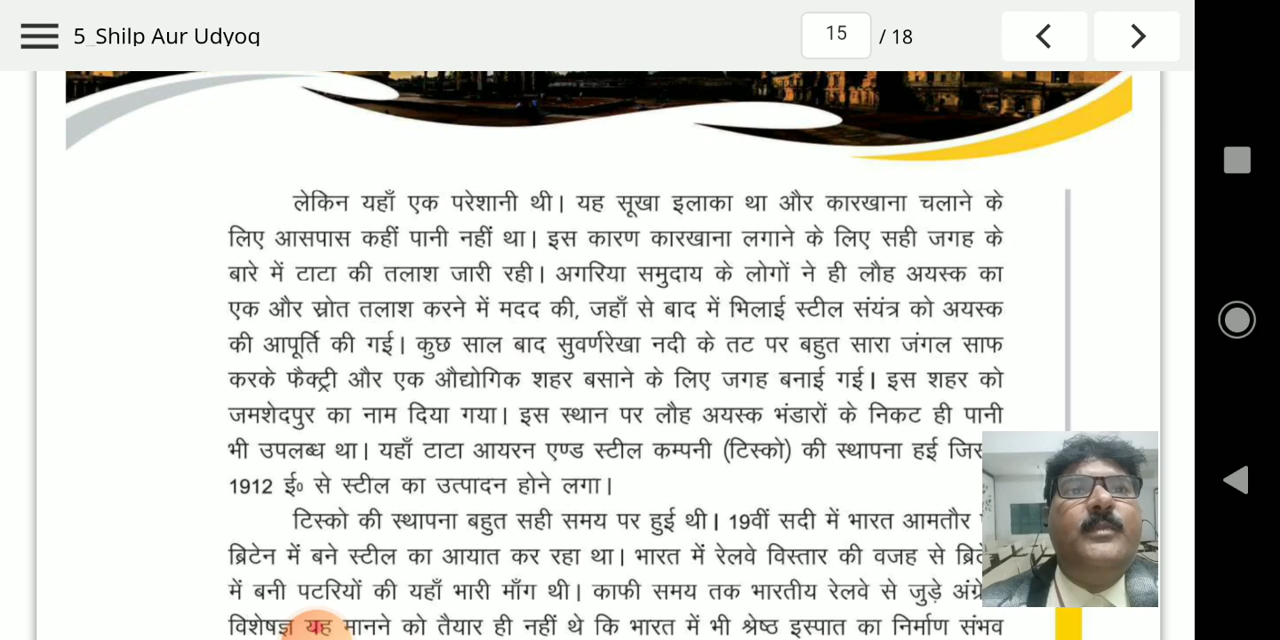 5_Shilp Aur Udyog
15 / 18
लेकिन यहाँ एक परेशानी थी। यह सूखा इलाका था और कारखाना चलाने के
लिए आसपास कहीं पानी नहीं था। इस कारण कारखाना लगाने के लिए सही जगह के
बारे में टाटा की तलाश जारी रही। अगरिया समुदाय के लोगों ने ही लौह अयस्क का
एक और स्रोत तलाश करने में मदद की, जहाँ से बाद में भिलाई स्टील संयंत्र को अयस्क
की आपूर्ति की गई। कुछ साल बाद सुवर्णरेखा नदी के तट पर बहुत सारा जंगल साफ
करके फैक्ट्री और एक औद्योगिक शहर बसाने के लिए जगह बनाई गई। इस शहर को
जमशेदपुर का नाम दिया गया। इस स्थान पर लौह अयस्क भंडारों के निकट ही पानी
भी उपलब्ध था। यहाँ टाटा आयरन एण्ड स्टील कम्पनी (टिस्को) की स्थापना हुई
1912 ई० से स्टील का उत्पादन होने लगा।
टिस्को की स्थापना बहुत सही समय पर हुई थी। 19वीं सदी में भारत आमतौर
ब्रिटेन में बने स्टील का आयात कर रहा था। भारत में रेलवे विस्तार की वजह से
में बनी पटरियों की यहाँ भारी माँग थी। काफी समय तक भारतीय रेलवे से जुड़े
विशेषज्ञ यह मानने को तैयार ही नहीं थे कि भारत में भी श्रेष्ठ इस्पात का निर्माण संभव